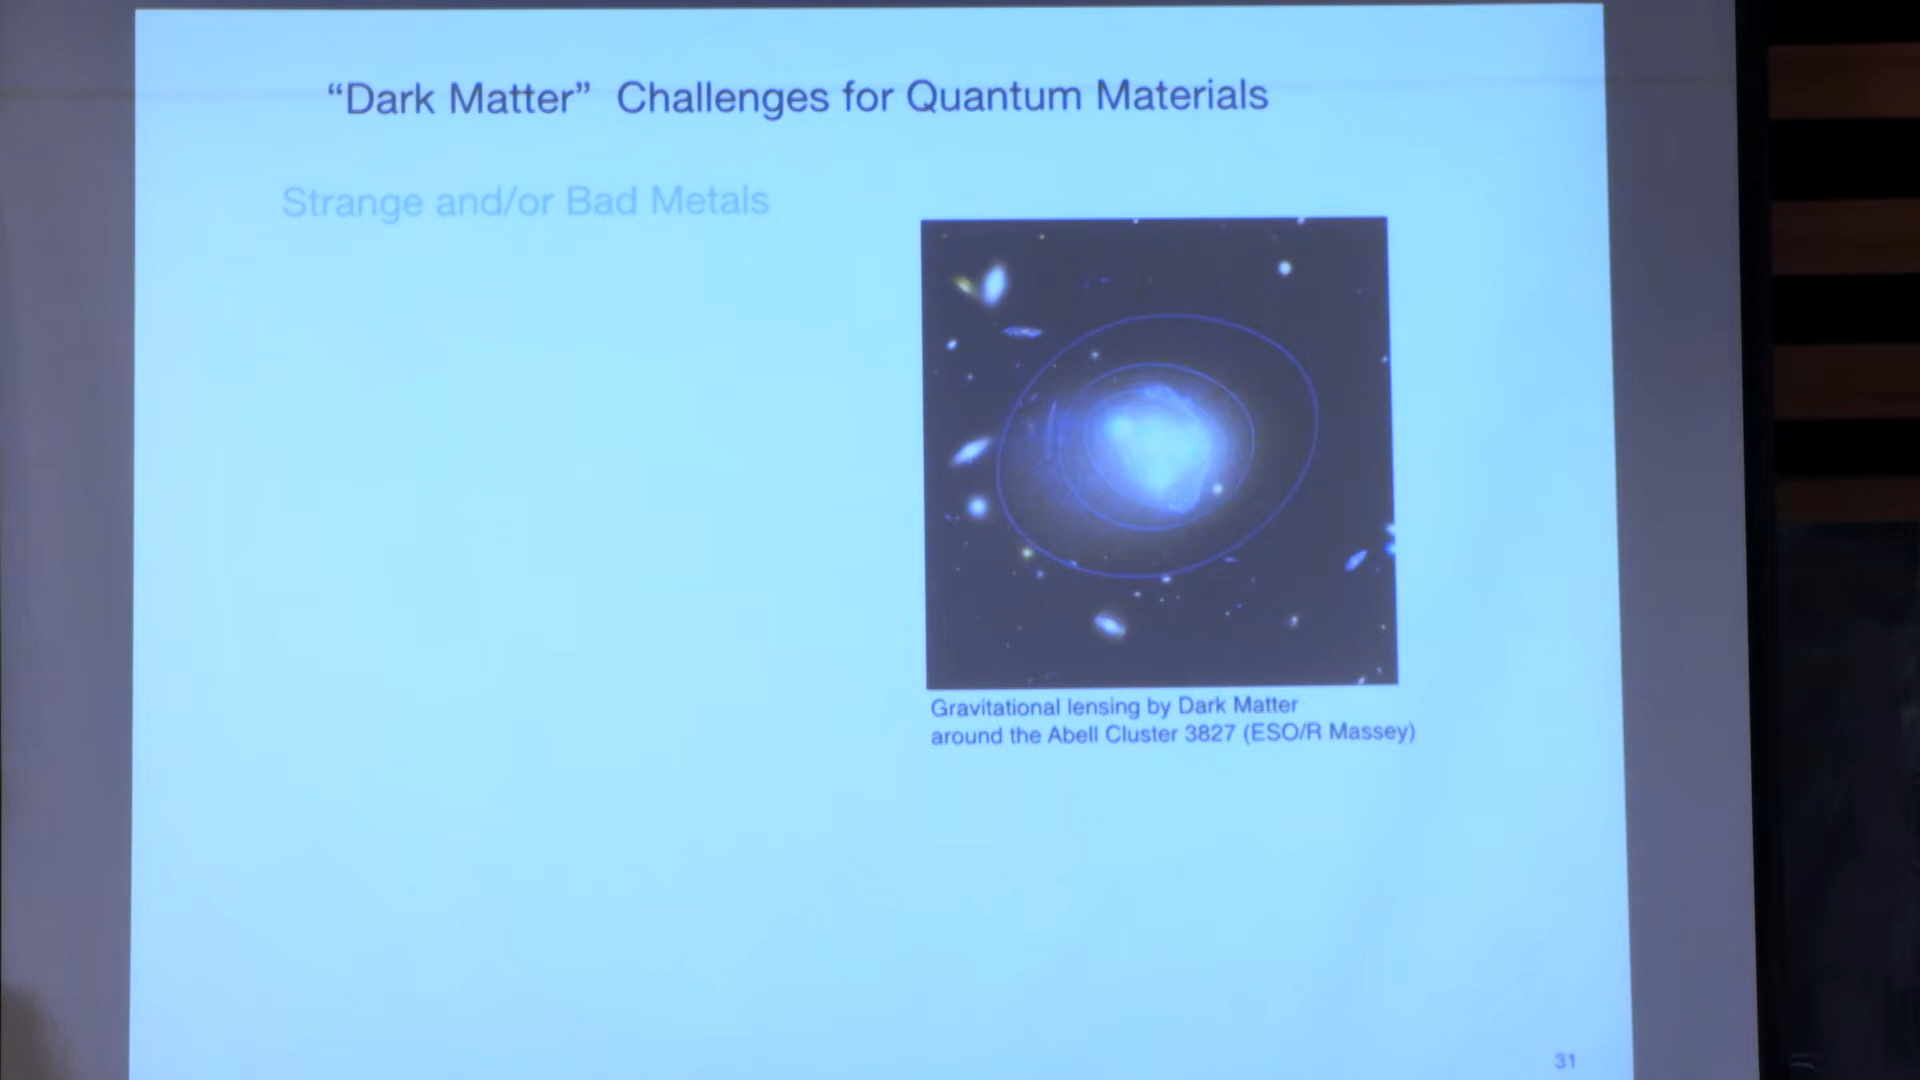 “Dark Matter” Challenges for Quantum Materials
Strange and/or Bad Metals
Gravitational lensing by Dark Matter
around the Abell Cluster 3827 (ESO/R Massey)
31